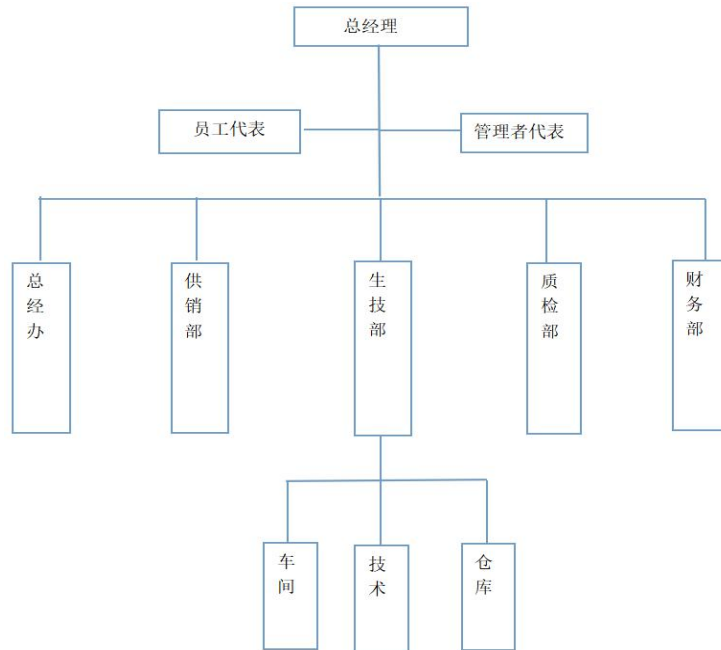 总经理
员工代表
管理者代表
总经办
供销部
生技部
质检部
财务部
车间
技术
仓库